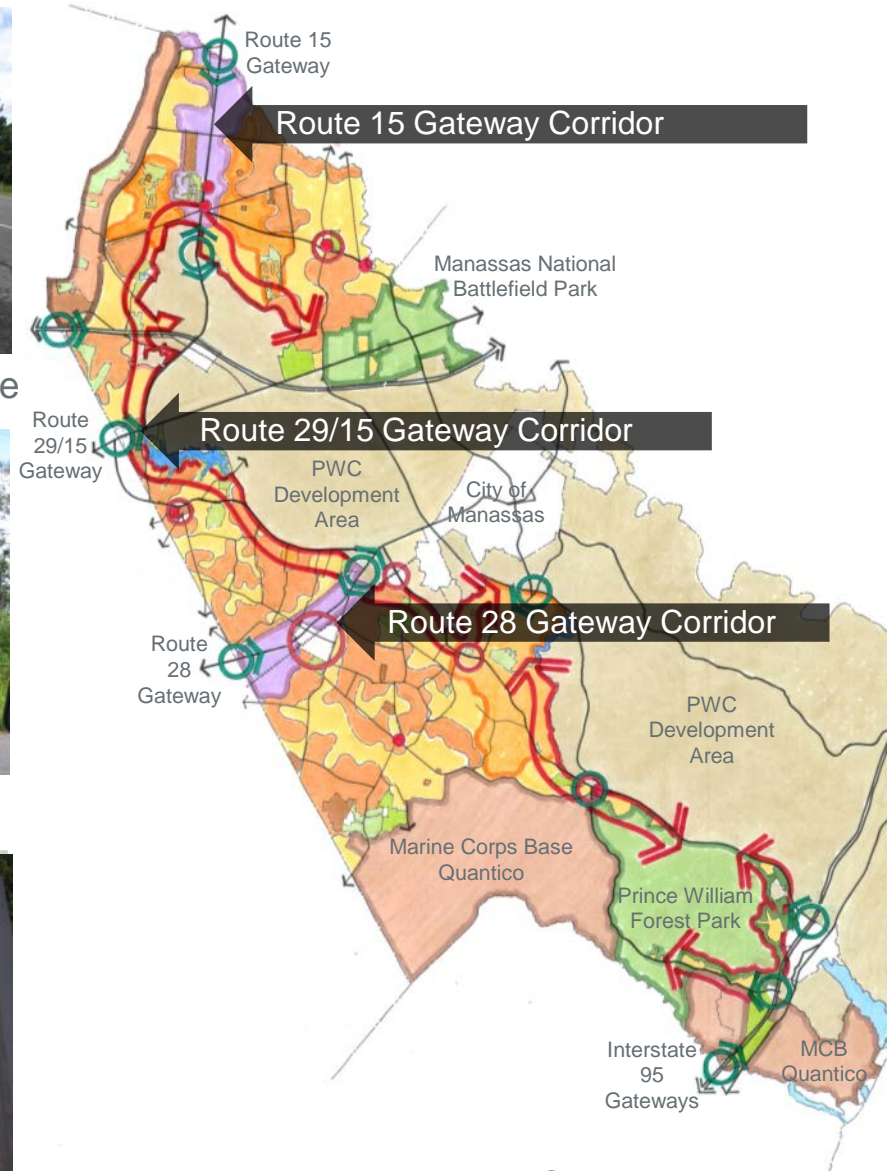 Route 15
Gateway
Route 15 Gateway Corridor
Manassas National
Battlefield Park
e
Route
29/15
Gateway
Route 29/15 Gateway Corridor
PWC
Development
Area
City of
Manassas
Route 28 Gateway Corridor
Route
28
Gateway
PWC
Development
Area
Marine Corps Base
Quantico
Prince William
Forest Park
Interstate
95
Gateways
MCB
Quantico